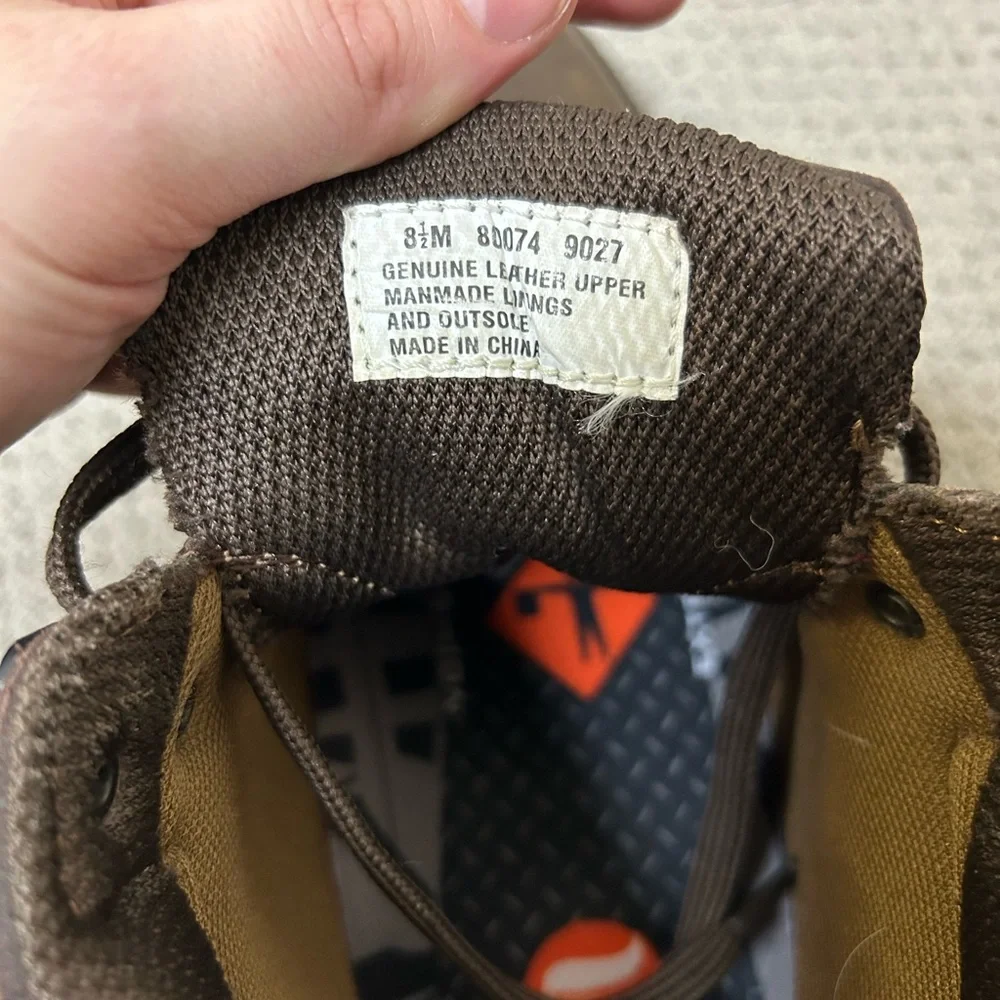 8½M 80074 9027
GENUINE LEATHER UPPER
MANMADE LININGS
AND OUTSOLE
MADE IN CHINA